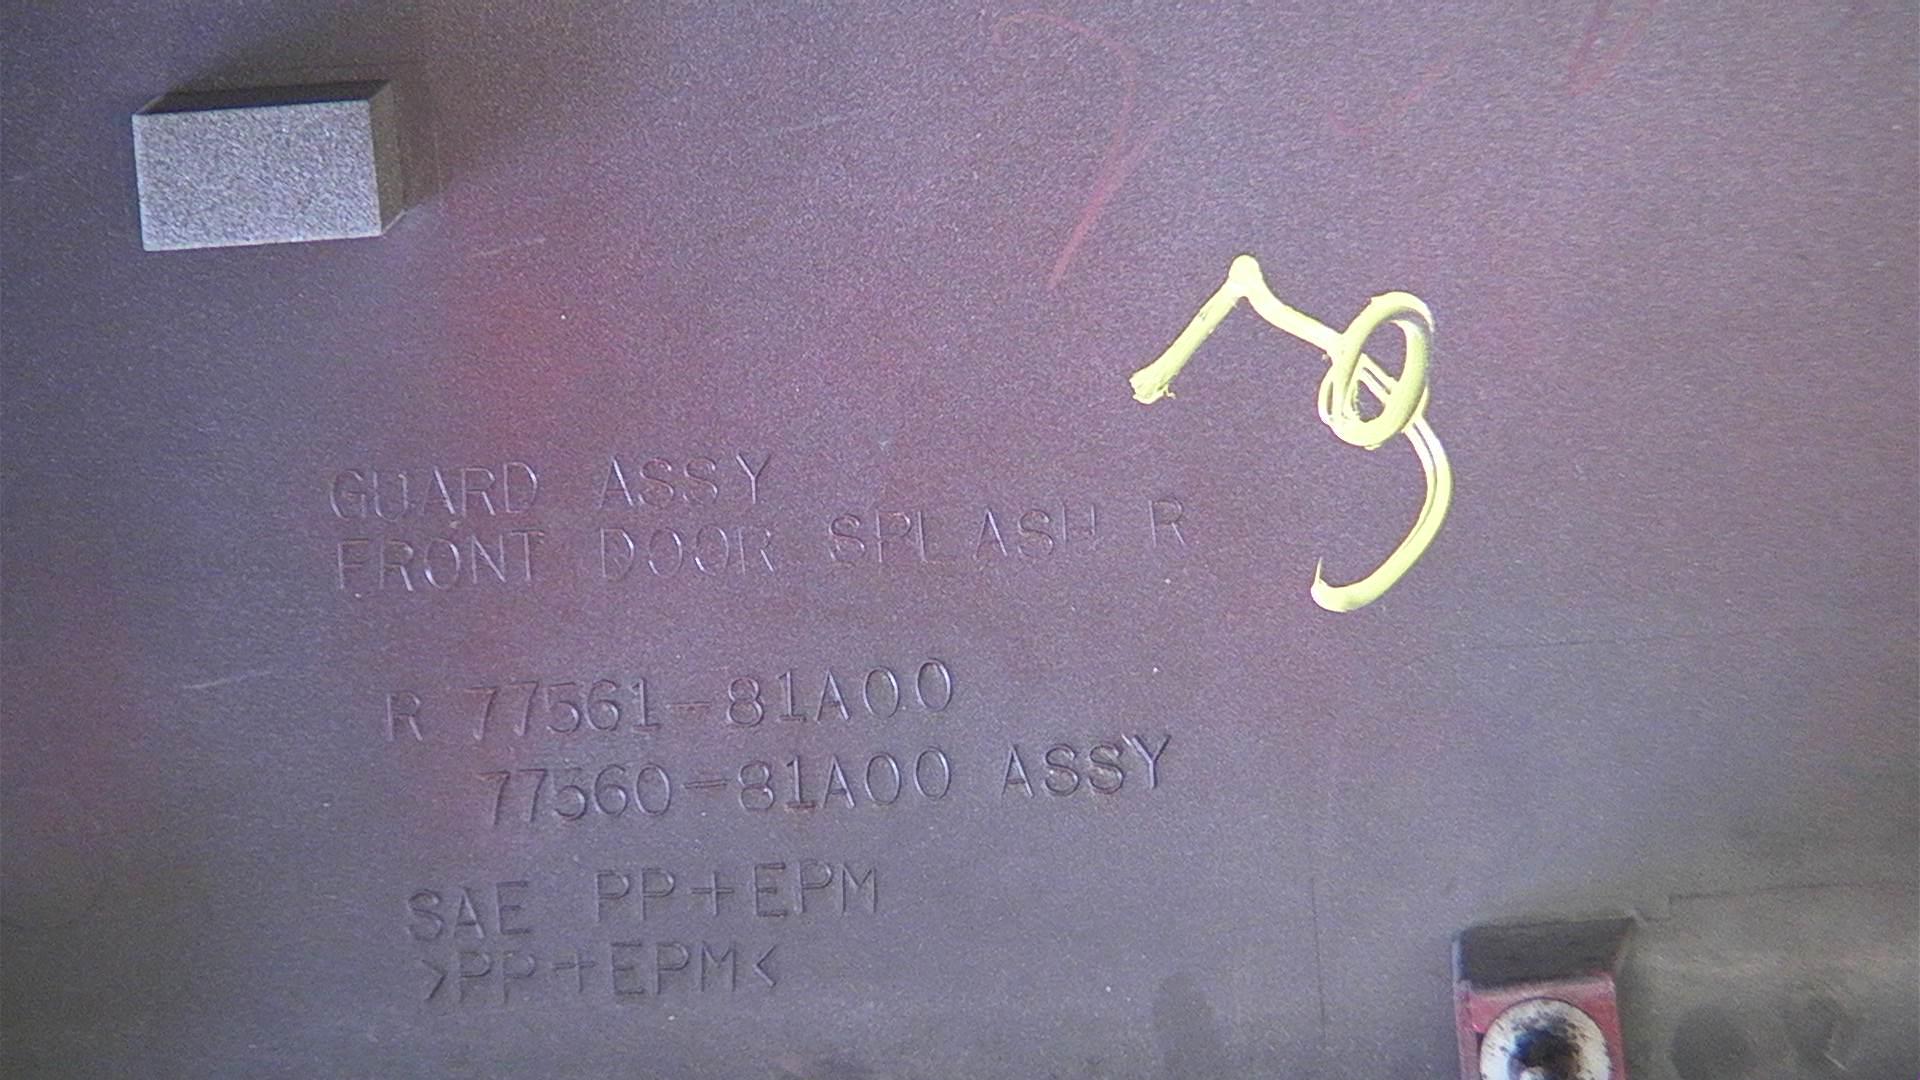 GUARD ASSY
FRONT DOOR SPLASH R
R 77561-81A00
77560-81A00 ASSY
SAE PP+EPM
>PP+EPM<